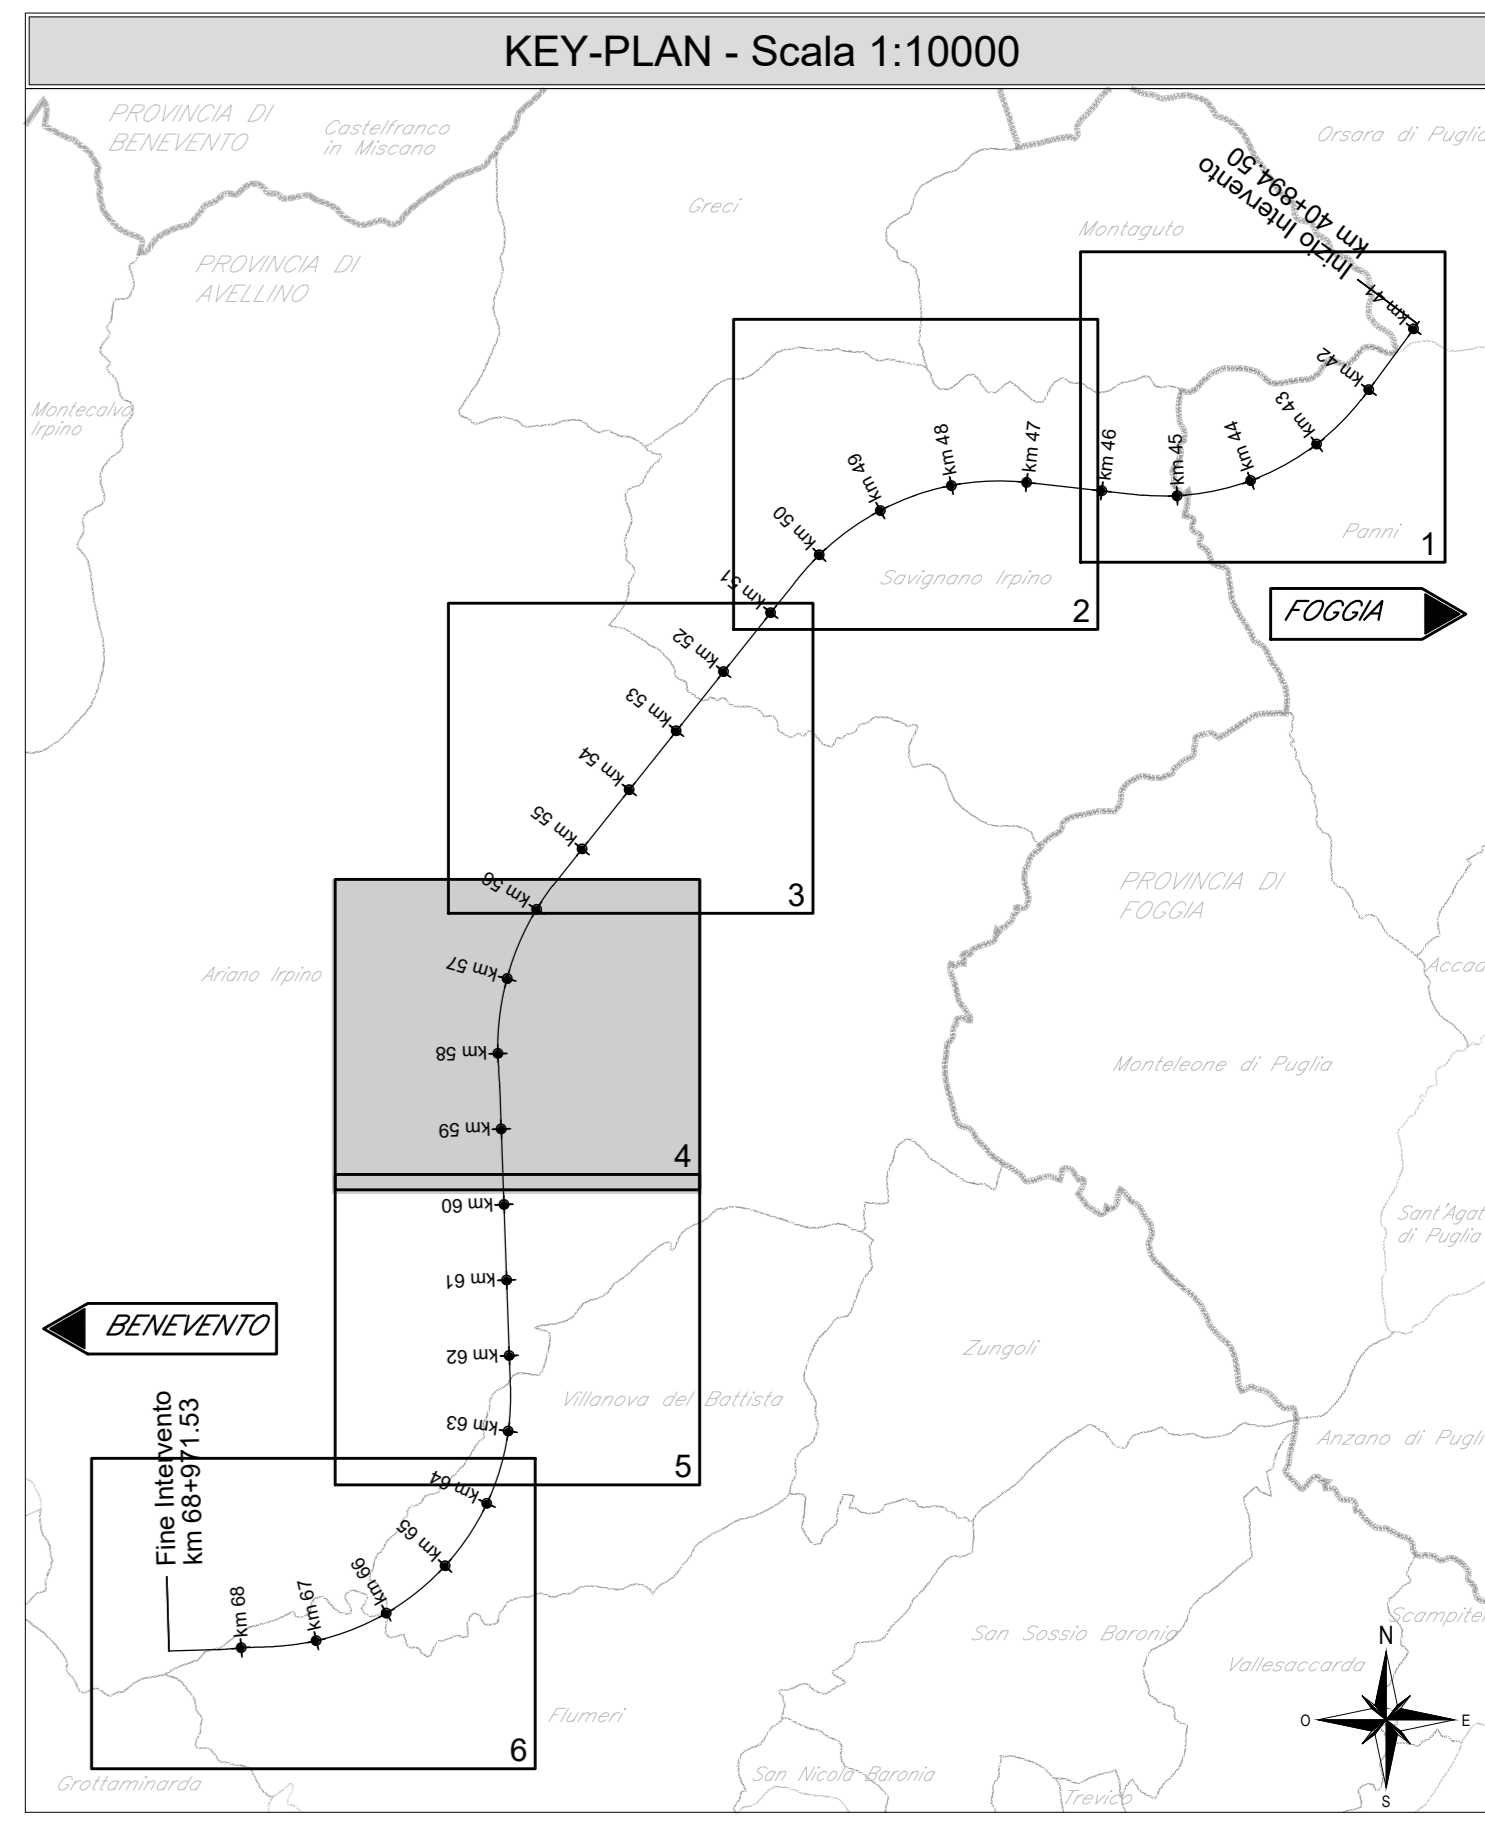 KEY-PLAN - Scala 1:10000
PROVINCIA DI
BENEVENTO
Castelfranco
in Miscano
Orsara di Puglia
Greci
Montaguto
Inizio Intervento
km 40+894.50
PROVINCIA DI
AVELLINO
km 41
km 42
km 43
km 44
km 45
km 46
km 47
km 48
km 49
km 50
km 51
Montecalvo
Irpino
Panni
1
Savignano Irpino
2
FOGGIA
km 52
km 53
km 54
km 55
km 56
3
PROVINCIA DI
FOGGIA
Ariano Irpino
km 57
km 58
km 59
4
Monteleone di Puglia
km 60
km 61
km 62
km 63
BENEVENTO
Zungoli
Villanova del Battista
5
Fine Intervento
km 68+971.53
km 64
km 65
km 66
km 67
km 68
6
di Puglia
Anzano di
San Sossio Baronia
Vallesaccarda
Flumeri
Grottaminarda
San Nicola Baronia
Trevico
N
O
E
S